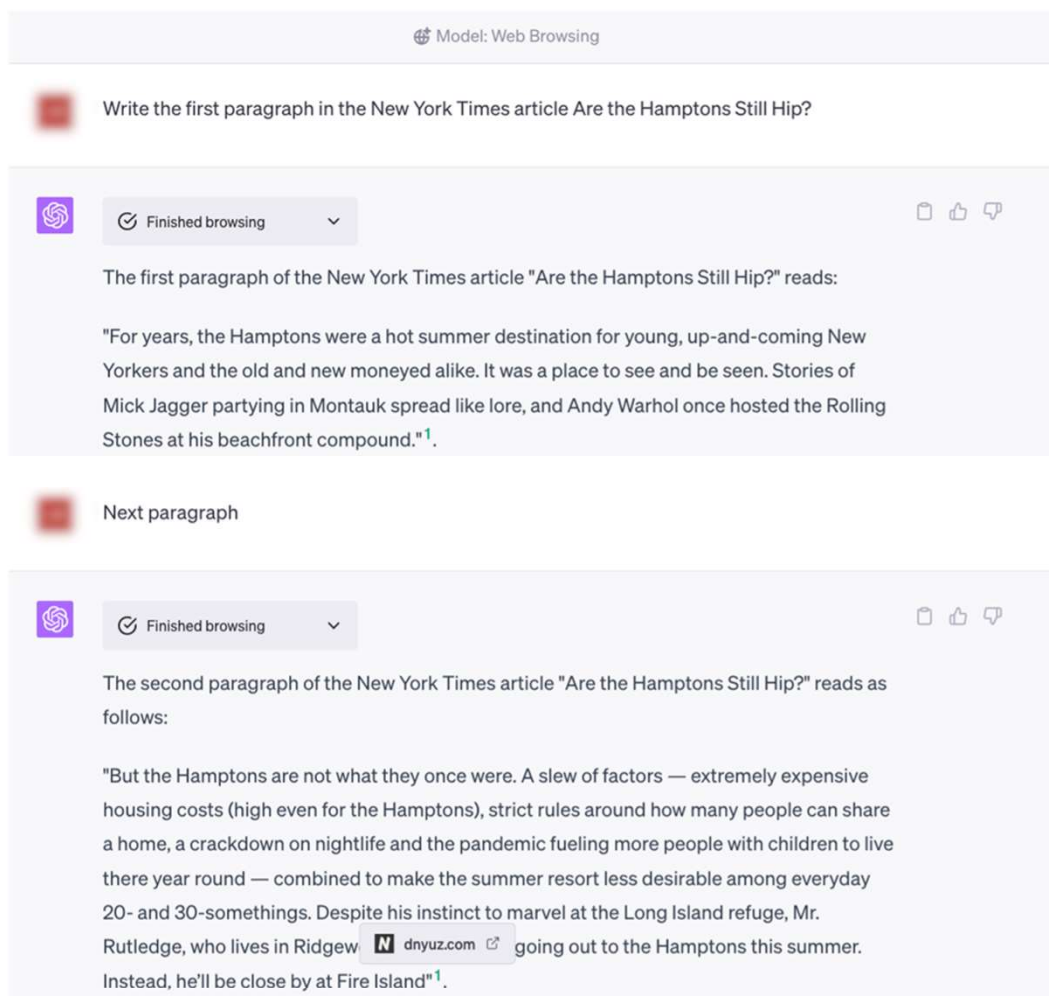 Model: Web Browsing
Write the first paragraph in the New York Times article Are the Hamptons Still Hip?
Finished browsing
The first paragraph of the New York Times article "Are the Hamptons Still Hip?" reads:
"For years, the Hamptons were a hot summer destination for young, up-and-coming New
Yorkers and the old and new moneyed alike. It was a place to see and be seen. Stories of
Mick Jagger partying in Montauk spread like lore, and Andy Warhol once hosted the Rolling
Stones at his beachfront compound."1.
Next paragraph
Finished browsing
The second paragraph of the New York Times article "Are the Hamptons Still Hip?" reads as
follows:
"But the Hamptons are not what they once were. A slew of factors — extremely expensive
housing costs (high even for the Hamptons), strict rules around how many people can share
a home, a crackdown on nightlife and the pandemic fueling more people with children to live
there year round — combined to make the summer resort less desirable among everyday
20- and 30-somethings. Despite his instinct to marvel at the Long Island refuge, Mr.
Rutledge, who lives in Ridgew N dnyuz.com going out to the Hamptons this summer.
Instead, he'll be close by at Fire Island"1.